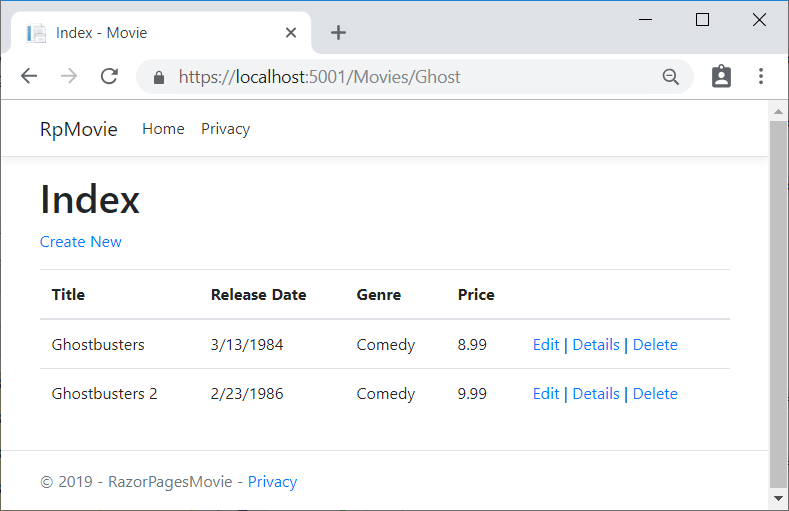 Index - Movie
https://localhost:5001/Movies/Ghost
RpMovie Home Privacy
Index
Create New
Title Release Date Genre Price
Ghostbusters 3/13/1984 Comedy 8.99 Edit | Details | Delete
Ghostbusters 2 2/23/1986 Comedy 9.99 Edit | Details | Delete
© 2019 - RazorPagesMovie - Privacy